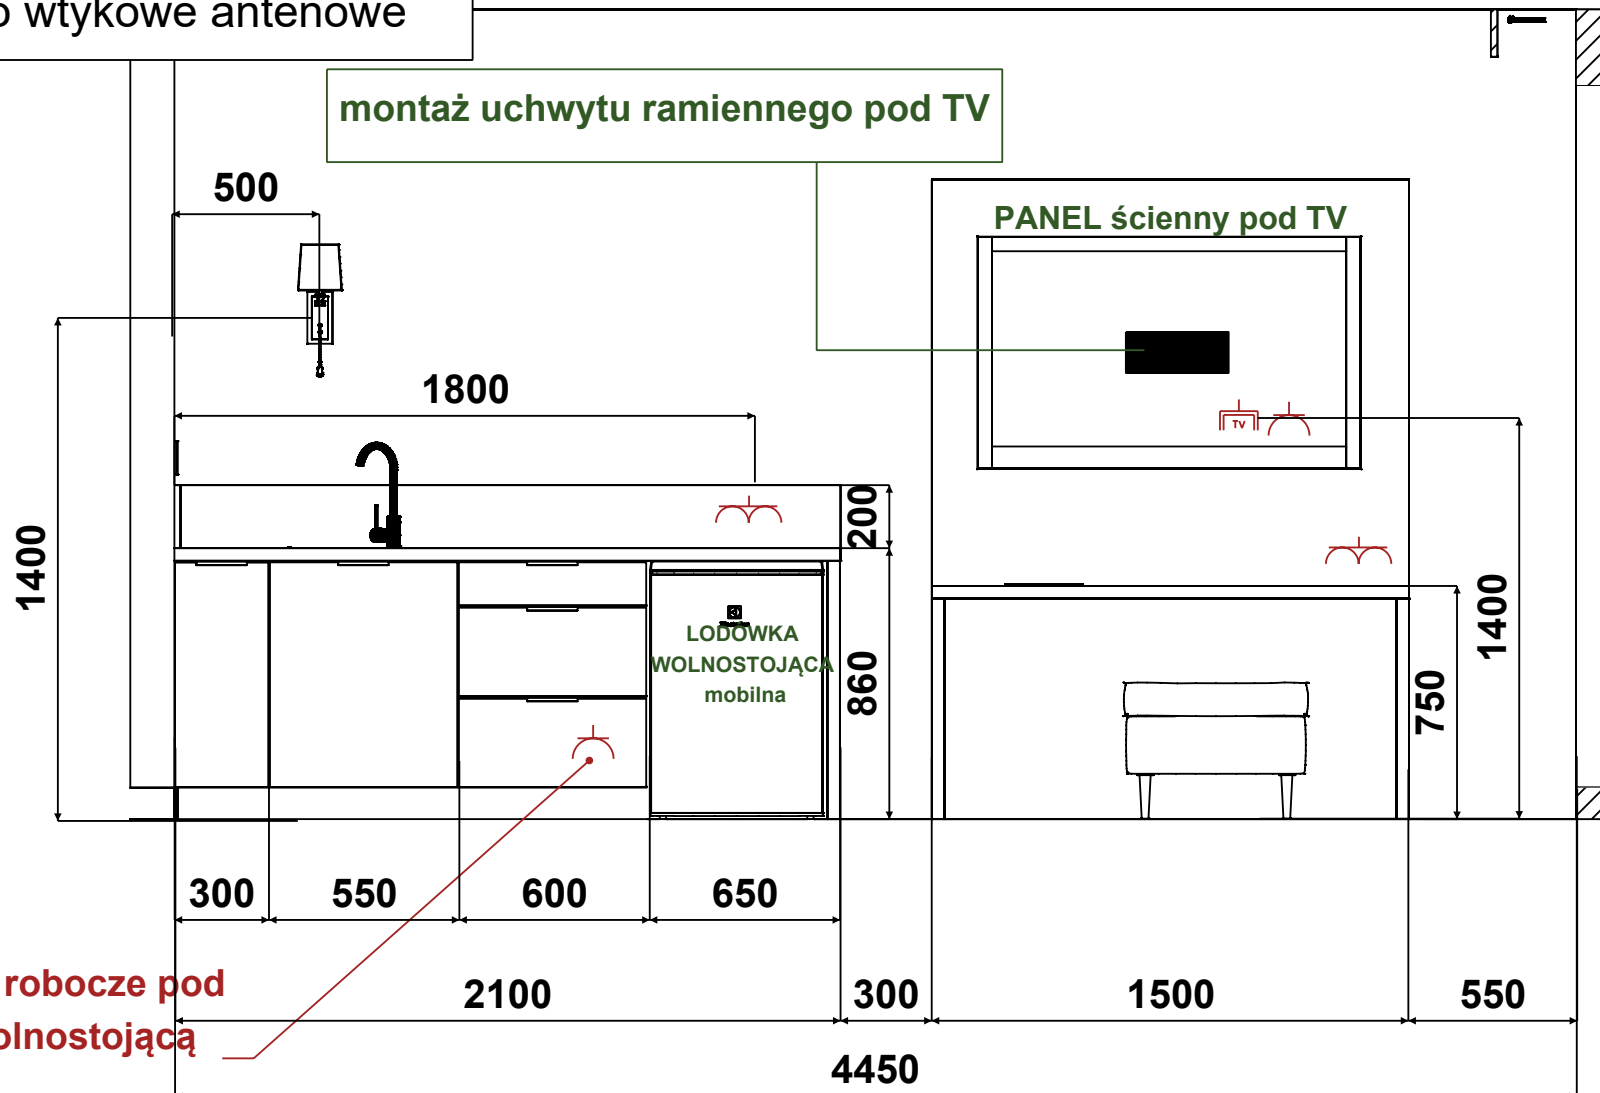 o wtykowe antenowe
montaż uchwytu ramiennego pod TV
500
PANEL ścienny pod TV
1800
TV
200
1400
1400
LODÓWKA
WOLNOSTOJĄCA
mobilna
860
750
300
550
600
650
robocze pod
olnostojącą
2100
300
1500
550
4450